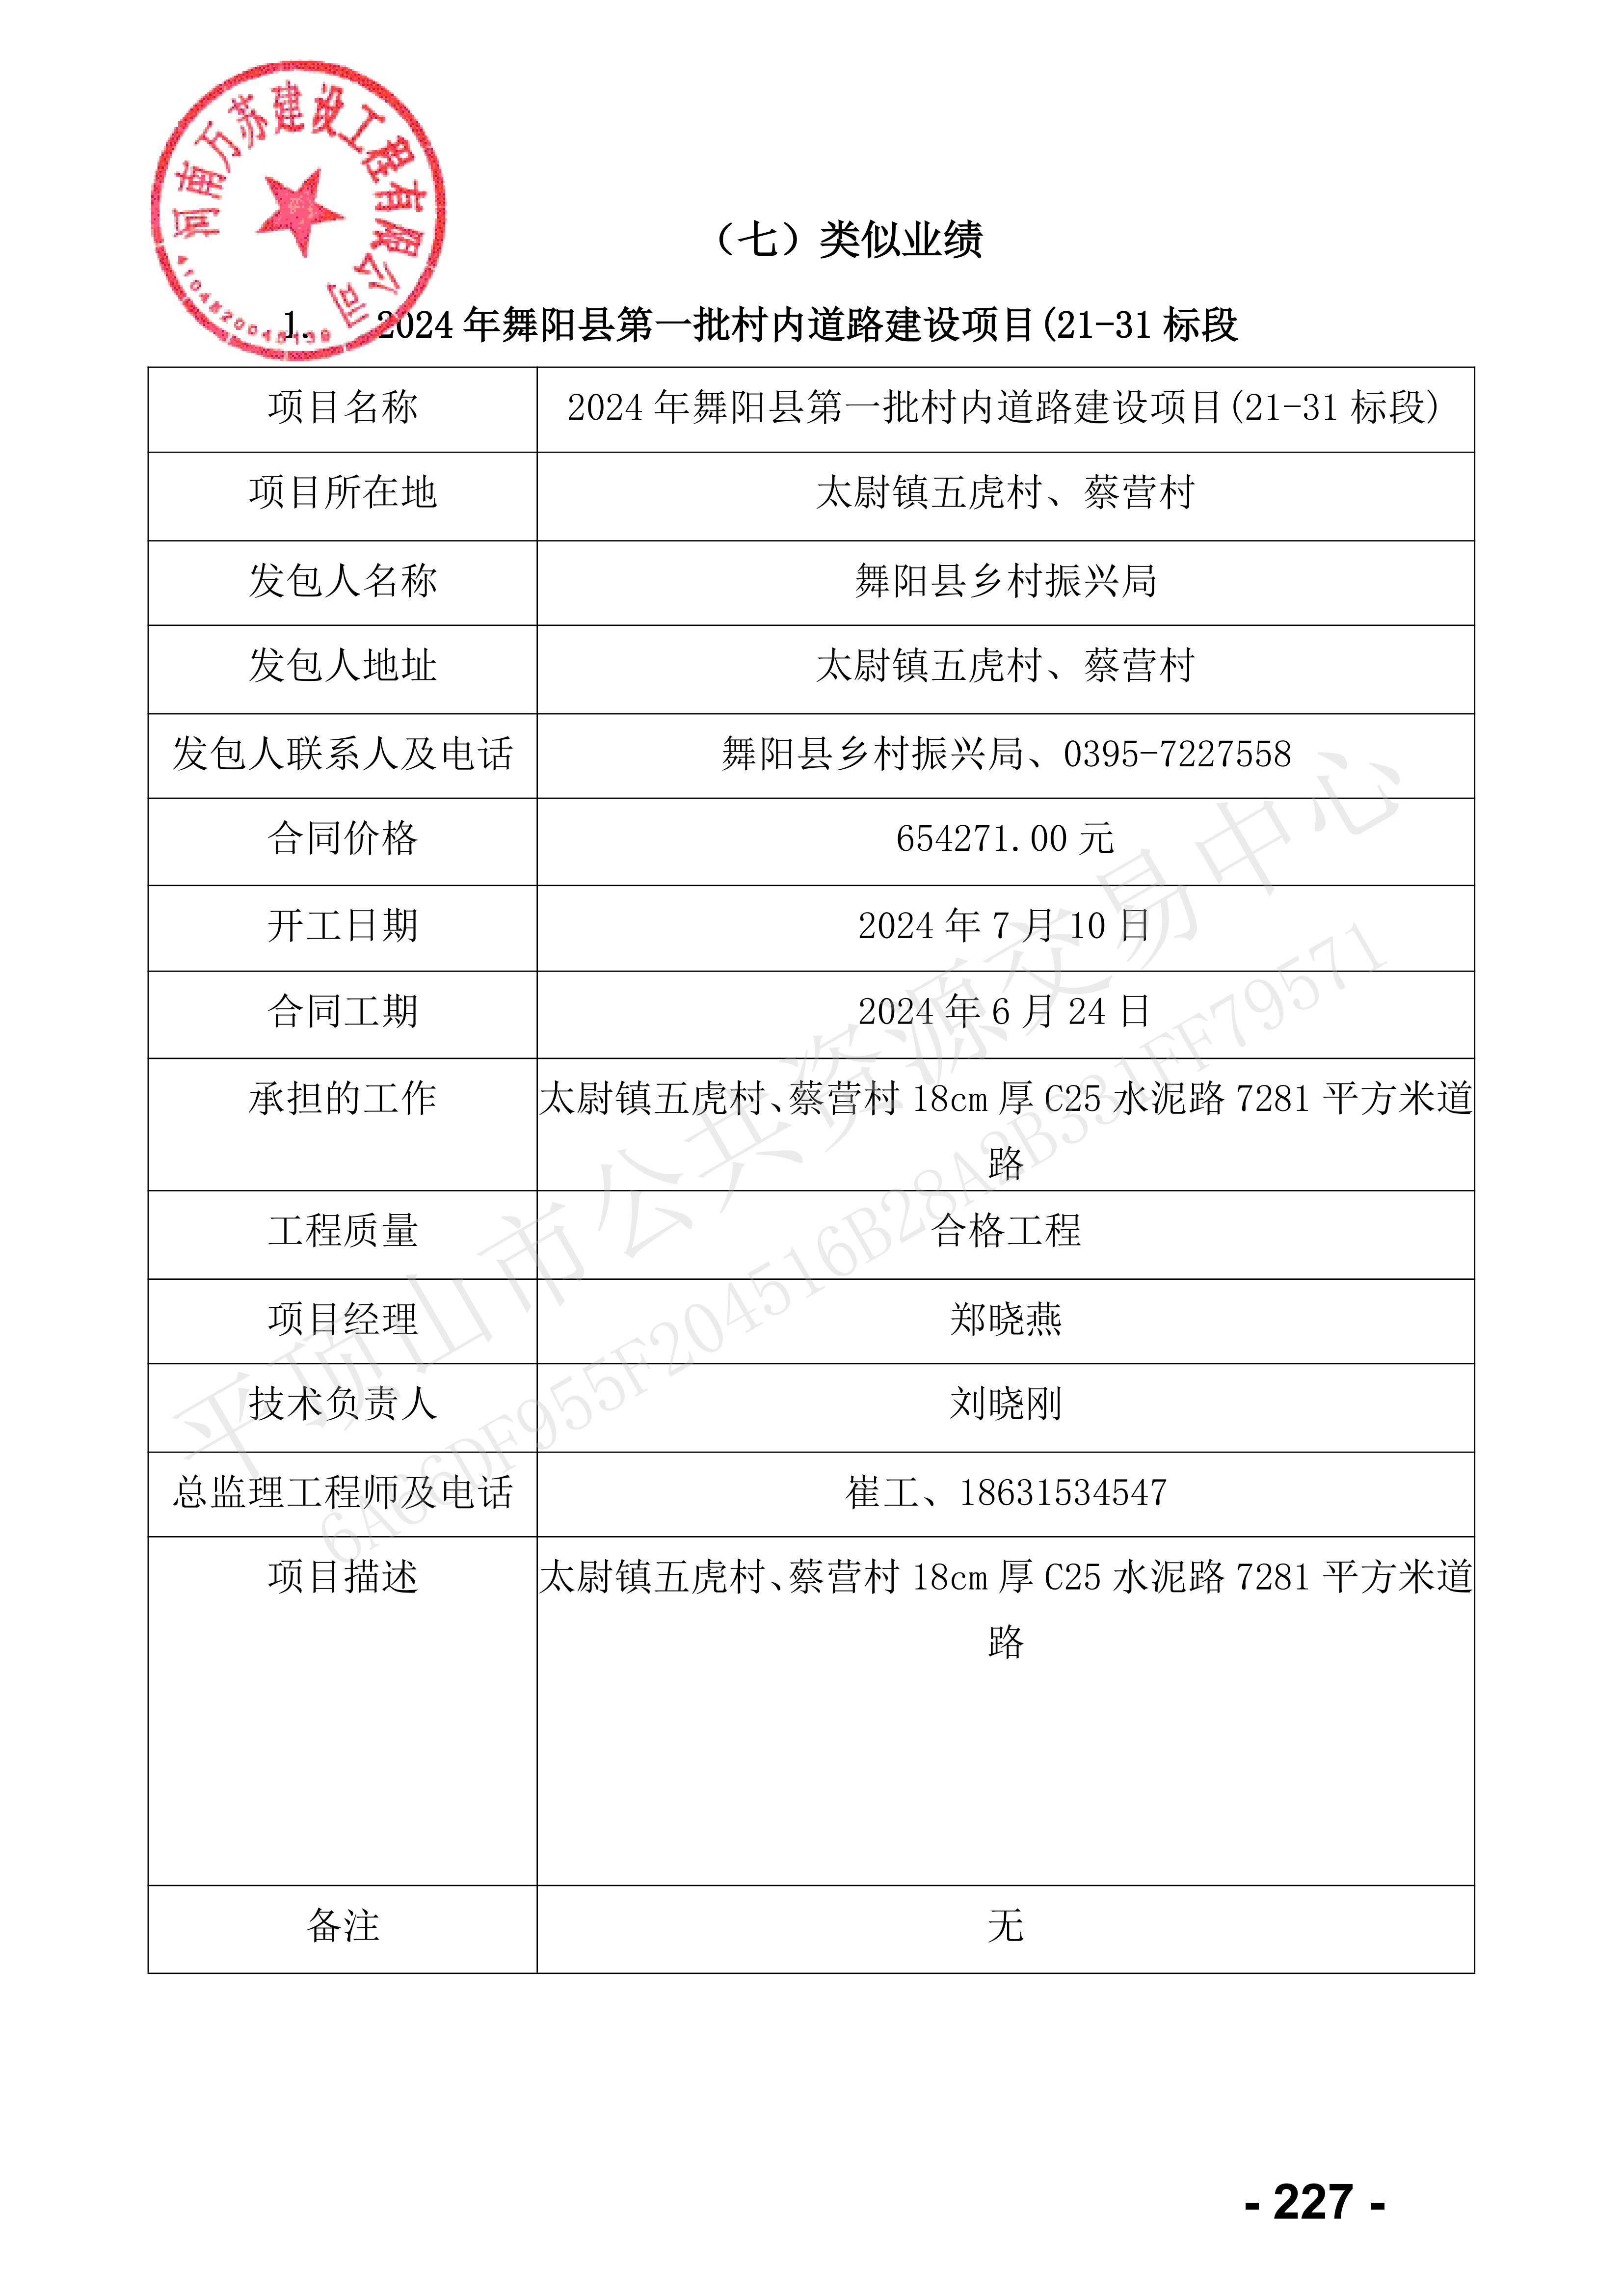 河南万苏建设工程有限公司
（七）类似业绩
1. 2024年舞阳县第一批村内道路建设项目(21-31标段
项目名称 2024年舞阳县第一批村内道路建设项目(21-31标段)
项目所在地 太尉镇五虎村、蔡营村
发包人名称 舞阳县乡村振兴局
发包人地址 太尉镇五虎村、蔡营村
发包人联系人及电话 舞阳县乡村振兴局、0395-7227558
合同价格 654271.00元
开工日期 2024年7月10日
合同工期 2024年6月24日
承担的工作 太尉镇五虎村、蔡营村18cm厚C25水泥路7281平方米道
路
工程质量 合格工程
项目经理 郑晓燕
技术负责人 刘晓刚
总监理工程师及电话 崔工、18631534547
项目描述 太尉镇五虎村、蔡营村18cm厚C25水泥路7281平方米道
路
备注 无
平顶山市公共资源交易中心
6A66DF955F204516B28A2B331FF79571
- 227 -